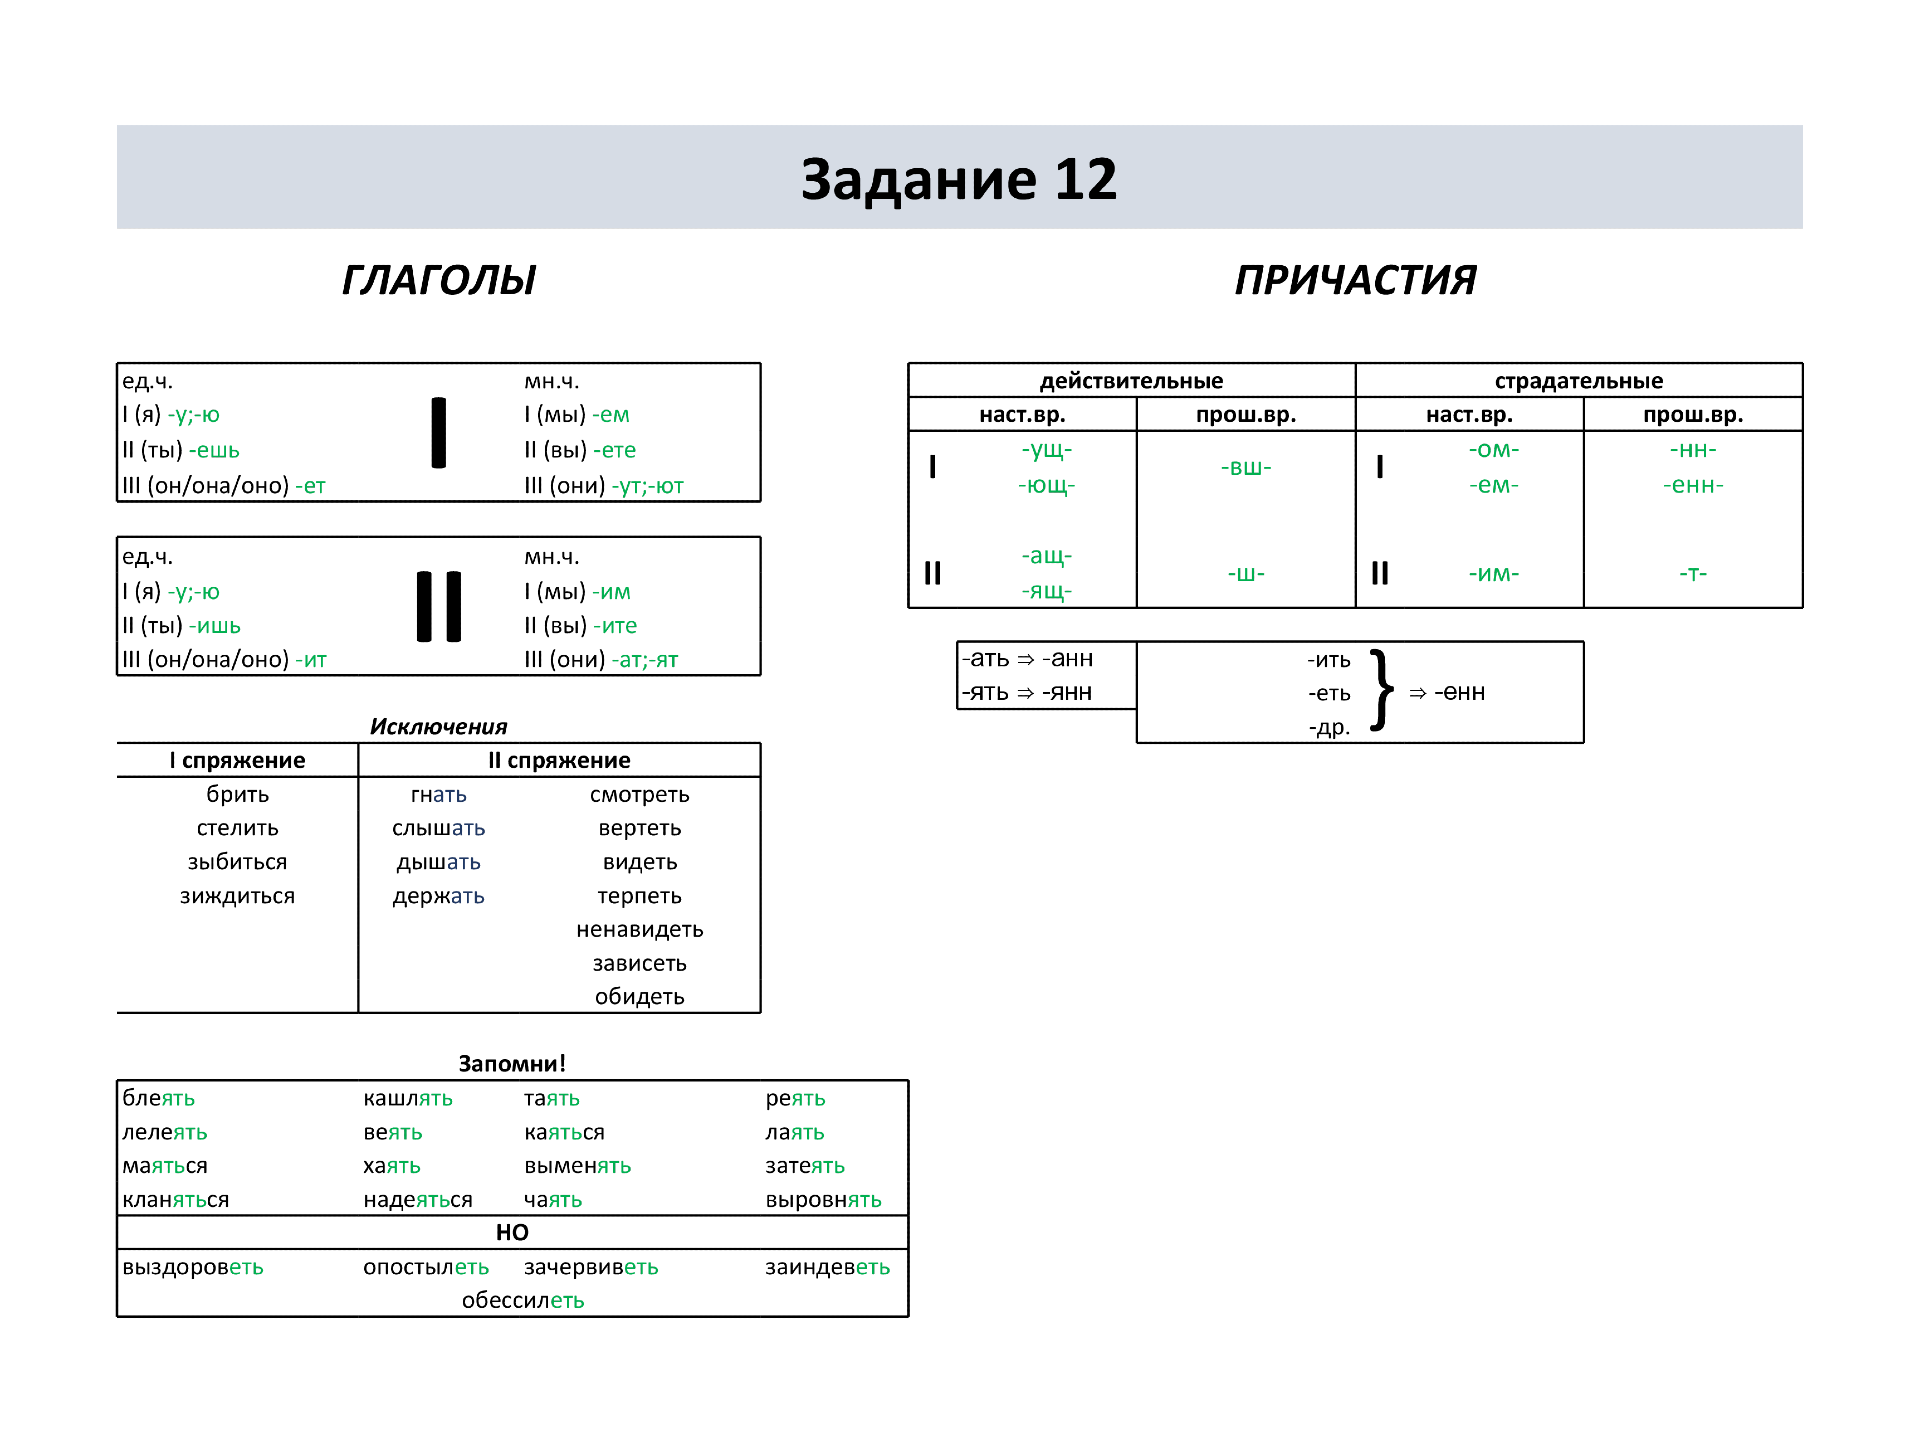 Задание 12
ГЛАГОЛЫ
ед.ч. мн.ч.
I (я) -у;-ю I (мы) -ем
II (ты) -ешь I II (вы) -ете
III (он/она/оно) -ет III (они) -ут;-ют
ед.ч. мн.ч.
I (я) -у;-ю I (мы) -им
II (ты) -ишь II II (вы) -ите
III (он/она/оно) -ит III (они) -ат;-ят
Исключения
I спряжение II спряжение
брить гнать смотреть
стелить слышать вертеть
зыбиться дышать видеть
зиждиться держать терпеть
ненавидеть
зависеть
обидеть
Запомни!
блеять кашлять таять реять
лелеять веять каяться лаять
маяться хаять выменять затеять
кланяться надеяться чаять выровнять
НО
выздороветь опостылеть зачервиветь заиндеветь
обессилеть
ПРИЧАСТИЯ
действительные страдательные
наст.вр. прош.вр. наст.вр. прош.вр.
I -ущ- -вш- I -ом- -нн-
-ющ- -ем- -енн-
II -ащ- -ш- II -им- -т-
-ящ-
-ать ⇒ -анн -ить
-ять ⇒ -янн -еть } ⇒ -енн
-др.